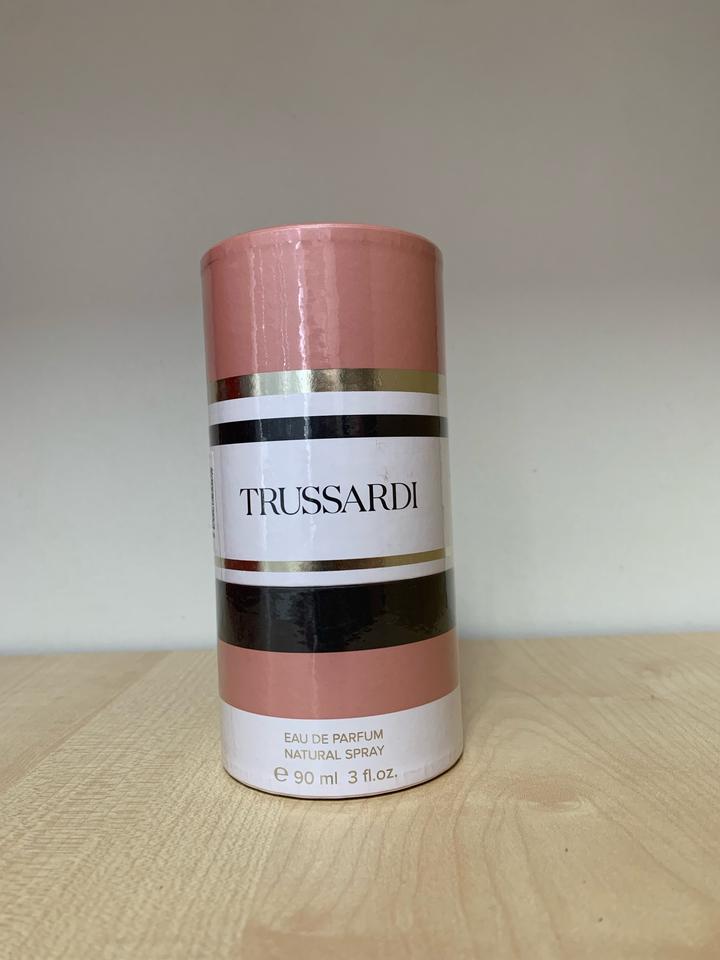 TRUSSARDI
EAU DE PARFUM
NATURAL SPRAY
℮ 90 ml 3 fl.oz.